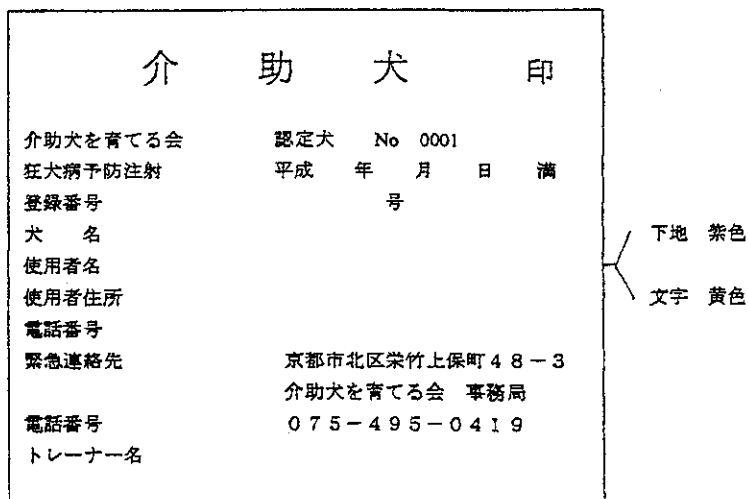 介　助　犬　印
介助犬を育てる会　認定犬　No 0001
狂犬病予防注射　平成　年　月　日　満
登録番号　号
犬　名
使用者名
使用者住所
電話番号
緊急連絡先　京都市北区栄竹上保町４８－３
介助犬を育てる会　事務局
電話番号　０７５－４９５－０４１９
トレーナー名
下地　紫色
文字　黄色